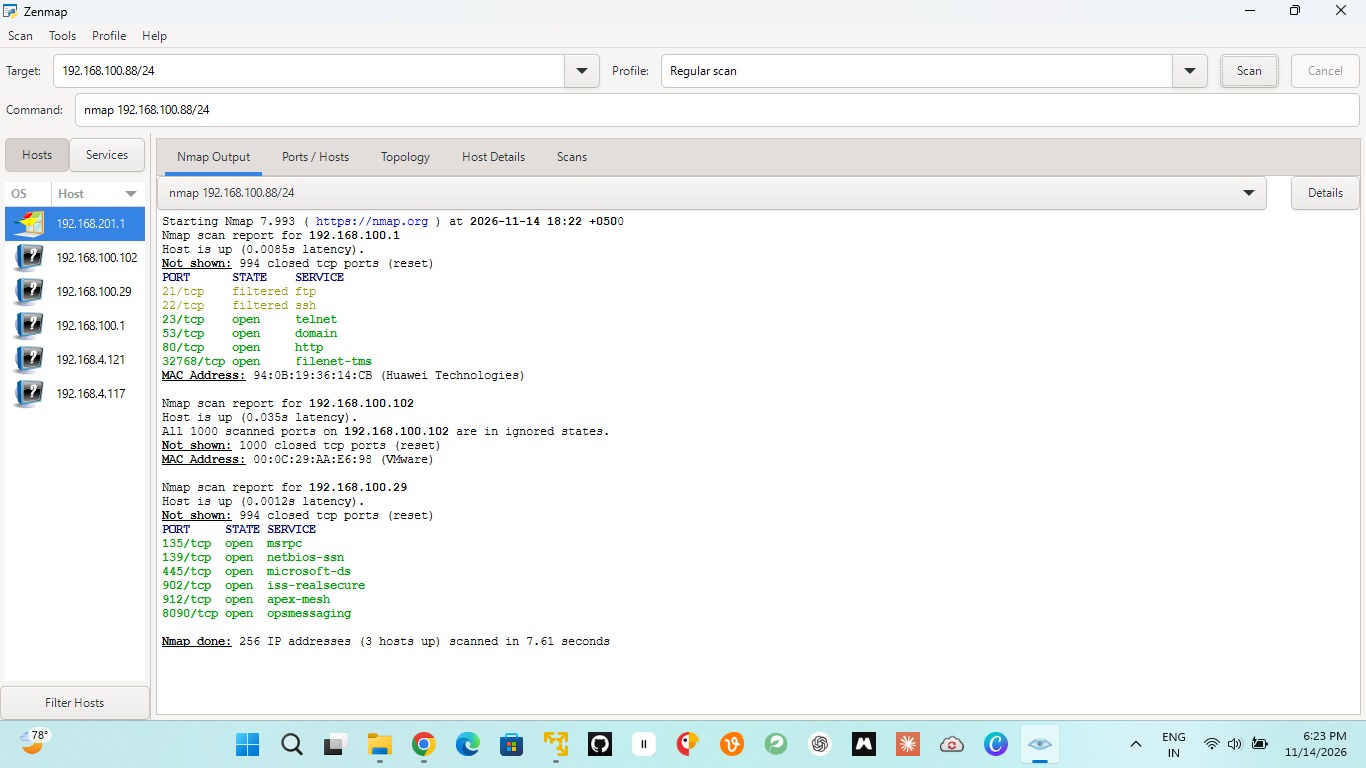 Zenmap
Scan Tools Profile Help
Target: 192.168.100.88/24 Profile: Regular scan Scan Cancel
Command: nmap 192.168.100.88/24
Hosts Services
Nmap Output Ports / Hosts Topology Host Details Scans
OS Host
nmap 192.168.100.88/24 Details
192.168.201.1
192.168.100.102
192.168.100.29
192.168.100.1
192.168.4.121
192.168.4.117
Filter Hosts
Starting Nmap 7.993 ( https://nmap.org ) at 2026-11-14 18:22 +0500
Nmap scan report for 192.168.100.1
Host is up (0.0085s latency).
Not shown: 994 closed tcp ports (reset)
PORT STATE SERVICE
21/tcp filtered ftp
22/tcp filtered ssh
23/tcp open telnet
53/tcp open domain
80/tcp open http
32768/tcp open filenet-tms
MAC Address: 94:0B:19:36:14:CB (Huawei Technologies)
Nmap scan report for 192.168.100.102
Host is up (0.035s latency).
All 1000 scanned ports on 192.168.100.102 are in ignored states.
Not shown: 1000 closed tcp ports (reset)
MAC Address: 00:0C:29:AA:E6:98 (VMware)
Nmap scan report for 192.168.100.29
Host is up (0.0012s latency).
Not shown: 994 closed tcp ports (reset)
PORT STATE SERVICE
135/tcp open msrpc
139/tcp open netbios-ssn
445/tcp open microsoft-ds
902/tcp open iss-realsecure
912/tcp open apex-mesh
8090/tcp open opsmessaging
Nmap done: 256 IP addresses (3 hosts up) scanned in 7.61 seconds
78°
ENG
IN
6:23 PM
11/14/2026